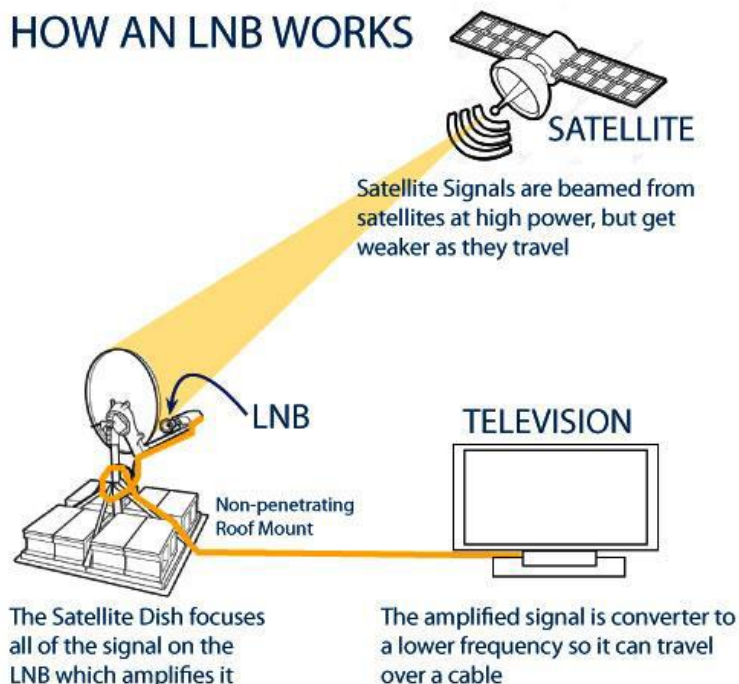 HOW AN LNB WORKS
SATELLITE
Satellite Signals are beamed from
satellites at high power, but get
weaker as they travel
LNB
TELEVISION
Non-penetrating
Roof Mount
The Satellite Dish focuses
all of the signal on the
LNB which amplifies it
The amplified signal is converter to
a lower frequency so it can travel
over a cable